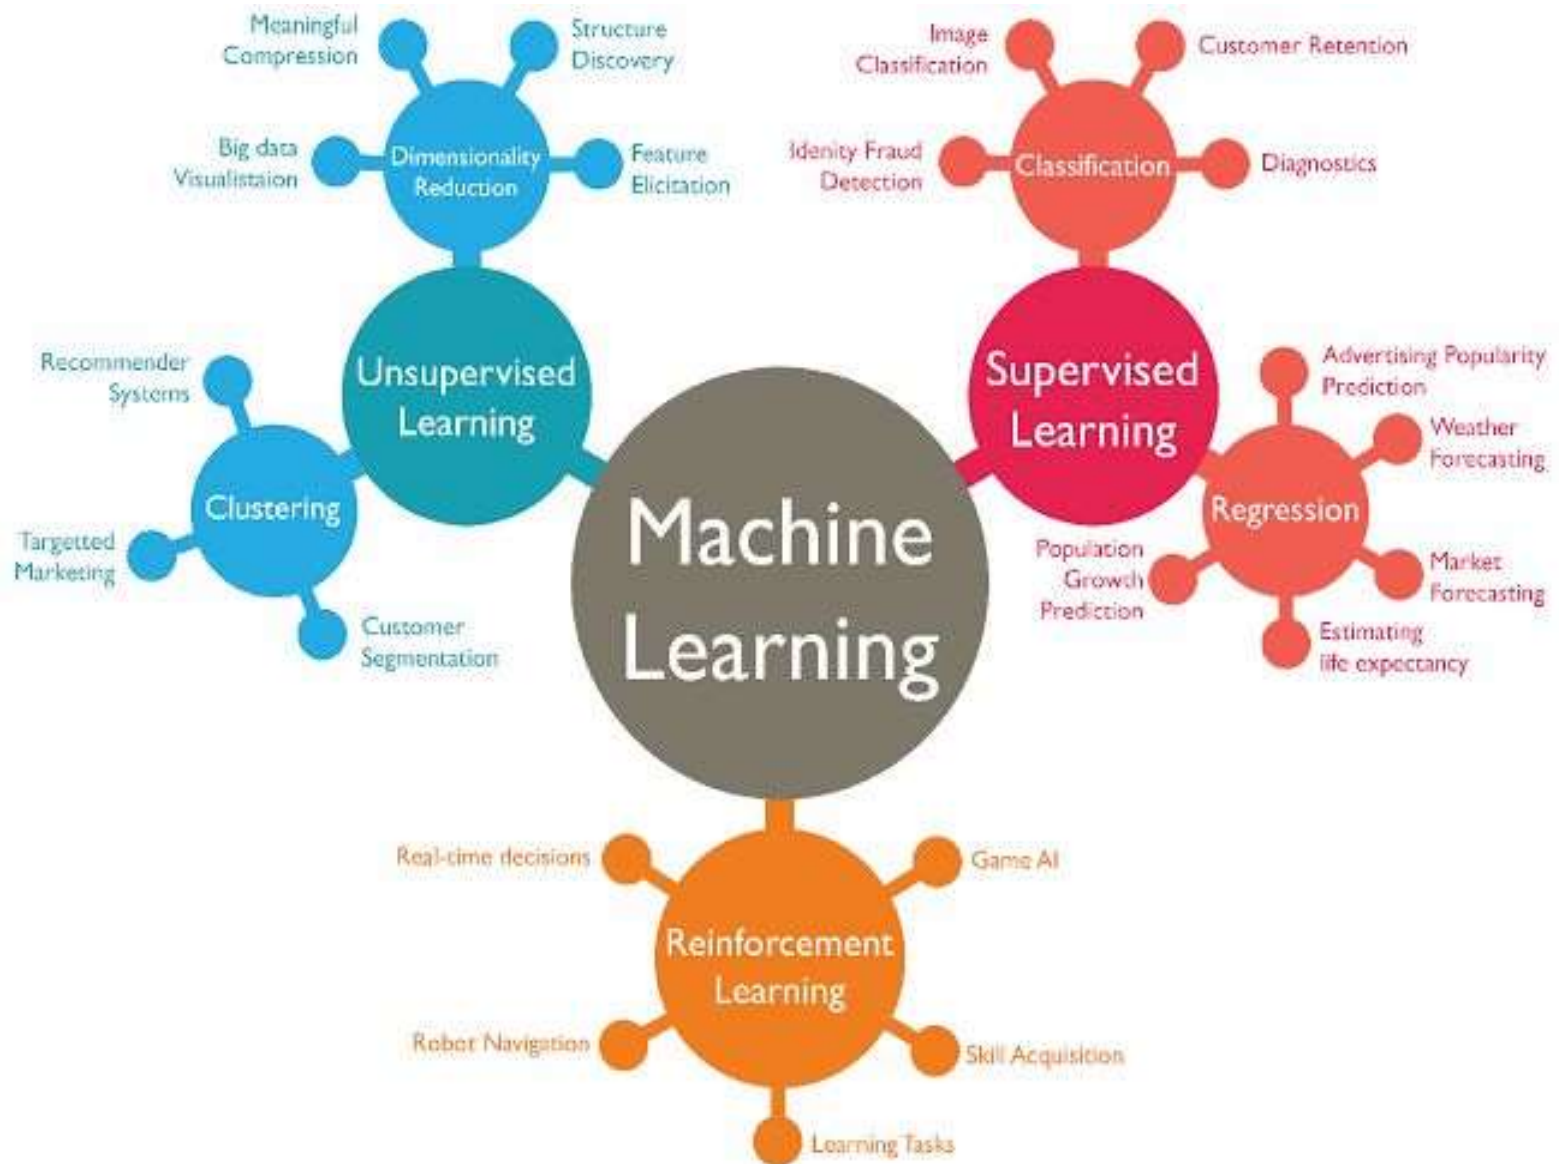 Meaningful
Compression
Structure
Discovery
Big data
Visualistaion
Dimensionality
Reduction
Feature
Elicitation
Image
Classification
Customer Retention
Idenity Fraud
Detection
Classification
Diagnostics
Unsupervised
Learning
Recommender
Systems
Clustering
Targetted
Marketing
Customer
Segmentation
Supervised
Learning
Advertising Popularity
Prediction
Weather
Forecasting
Regression
Population
Growth
Prediction
Market
Forecasting
Estimating
life expectancy
Machine
Learning
Real-time decisions
Game AI
Reinforcement
Learning
Robot Navigation
Skill Acquisition
Learning Tasks